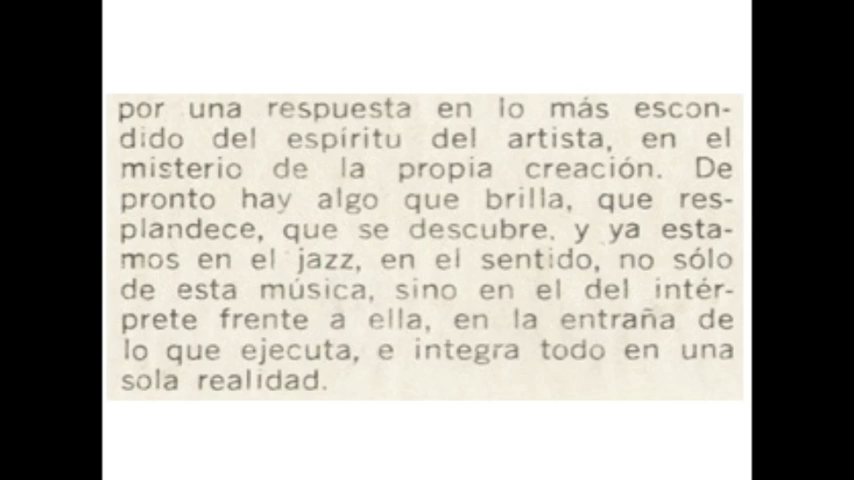 por una respuesta en lo más escon-
dido del espíritu del artista, en el
misterio de la propia creación. De
pronto hay algo que brilla, que res-
plandece, que se descubre, y ya esta-
mos en el jazz, en el sentido, no sólo
de esta música, sino en el del intér-
prete frente a ella, en la entraña de
lo que ejecuta, e integra todo en una
sola realidad.